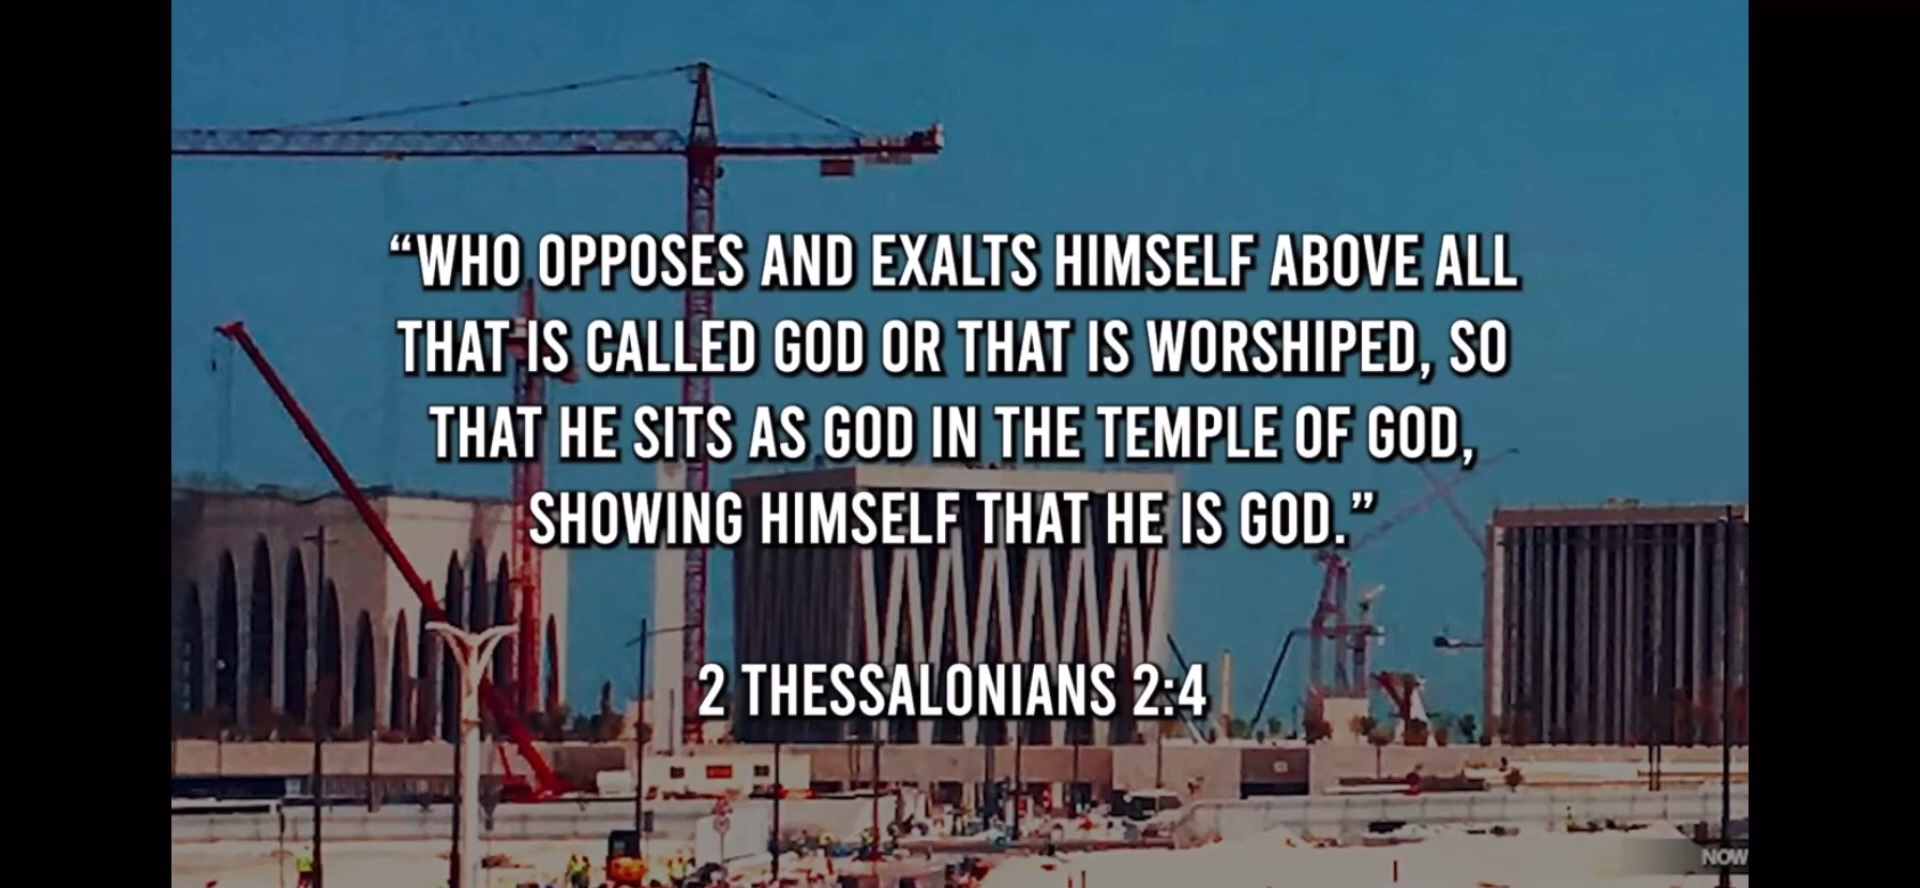 “WHO OPPOSES AND EXALTS HIMSELF ABOVE ALL
THAT IS CALLED GOD OR THAT IS WORSHIPED, SO
THAT HE SITS AS GOD IN THE TEMPLE OF GOD,
SHOWING HIMSELF THAT HE IS GOD.”
2 THESSALONIANS 2:4
NOW